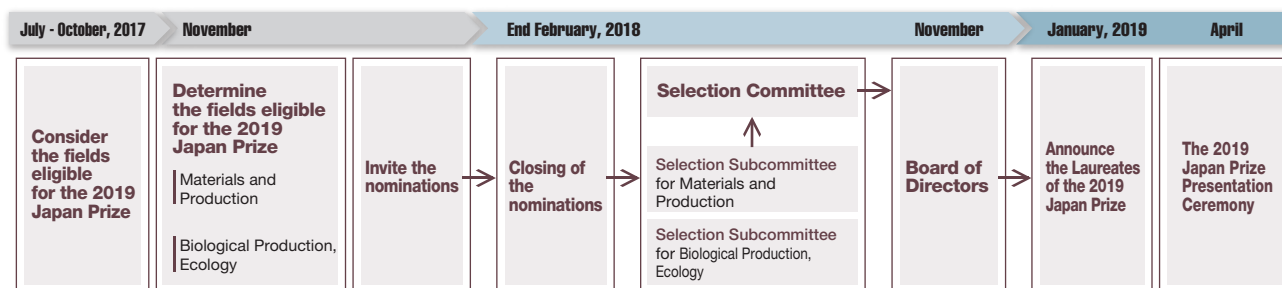 July - October, 2017
November
End February, 2018
November
January, 2019
April
Consider
the fields
eligible
for the 2019
Japan Prize
Determine
the fields eligible
for the 2019
Japan Prize
Materials and
Production
Biological Production,
Ecology
Invite the
nominations
Closing of
the
nominations
Selection Committee
Selection Subcommittee
for Materials and
Production
Selection Subcommittee
for Biological Production,
Ecology
Board of
Directors
Announce
the Laureates
of the 2019
Japan Prize
The 2019
Japan Prize
Presentation
Ceremony